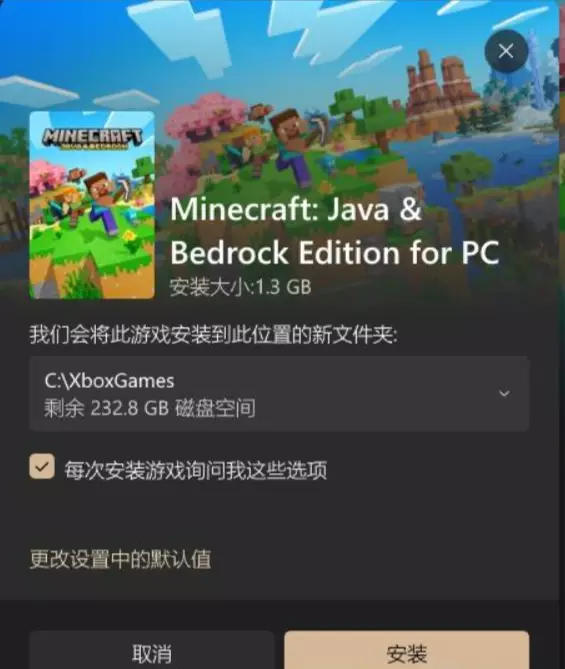 MINECRAFT
JAVA & BEDROCK
Minecraft: Java &
Bedrock Edition for PC
安装大小:1.3 GB
我们会将此游戏安装到此位置的新文件夹:
C:\XboxGames
剩余 232.8 GB 磁盘空间
每次安装游戏询问我这些选项
更改设置中的默认值
取消
安装